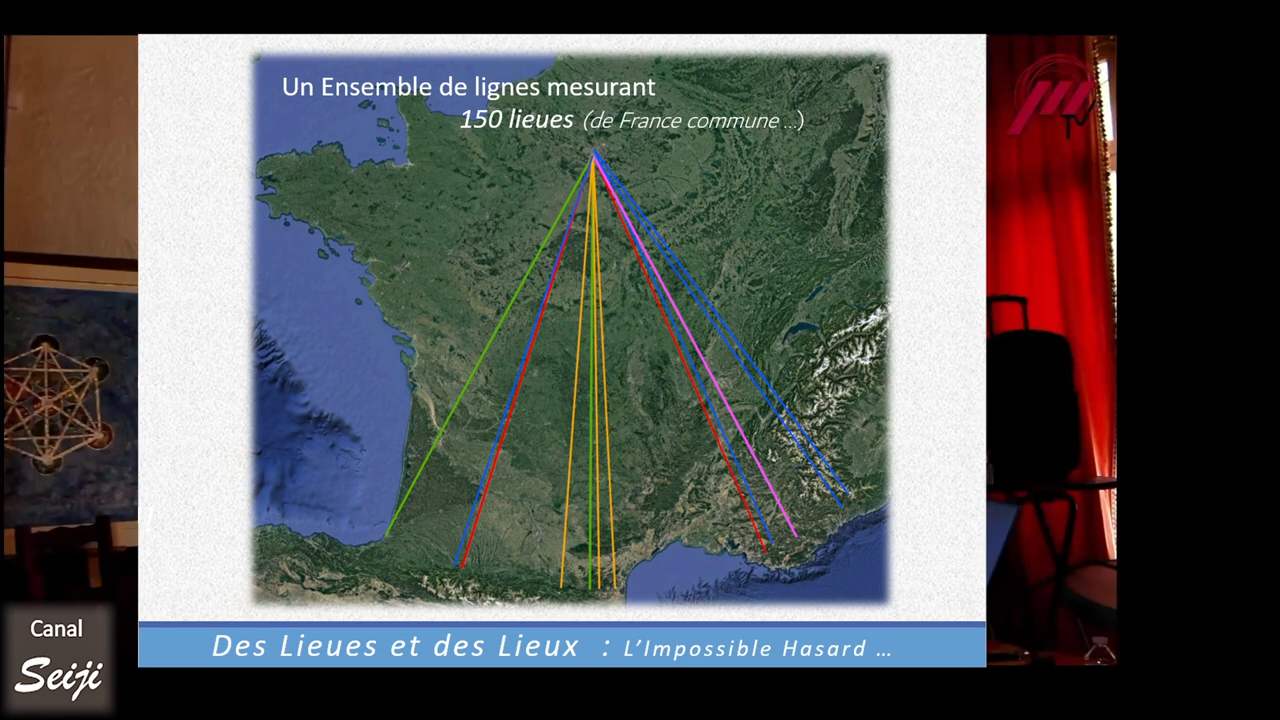 Un Ensemble de lignes mesurant
150 lieues (de France commune ...)
Des Lieues et des Lieux : L'Impossible Hasard ...
Canal
Seiji
TV